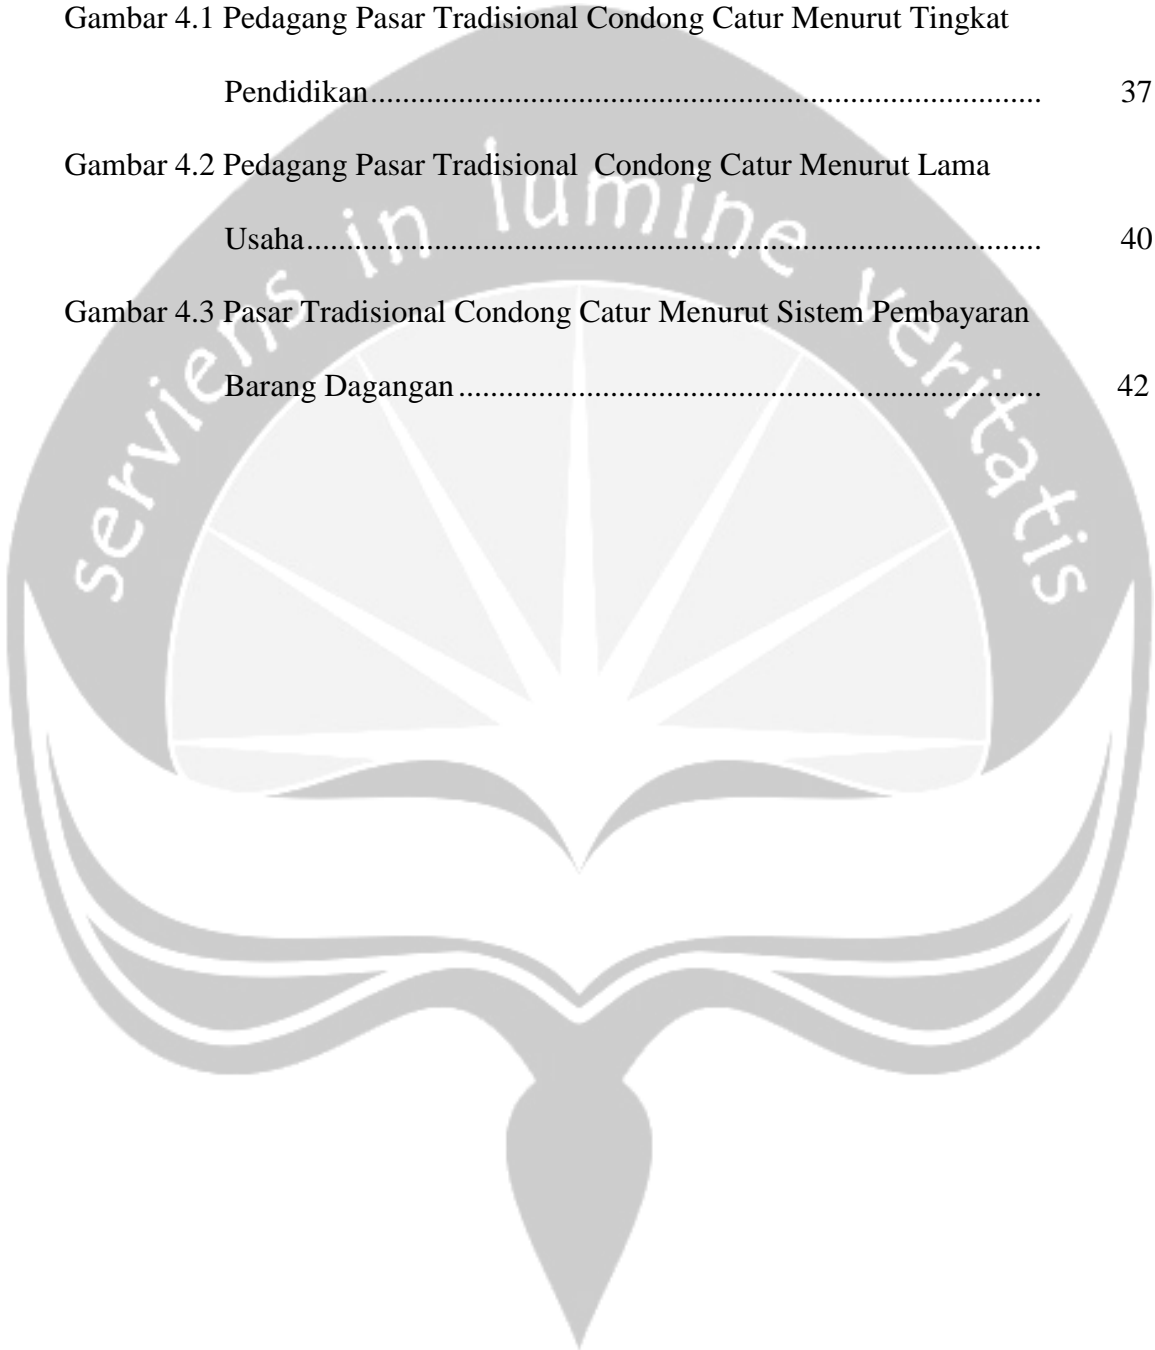 Gambar 4.1 Pedagang Pasar Tradisional Condong Catur Menurut Tingkat
Pendidikan.................................................................................... 37
Gambar 4.2 Pedagang Pasar Tradisional  Condong Catur Menurut Lama
Usaha............................................................................................ 40
Gambar 4.3 Pasar Tradisional Condong Catur Menurut Sistem Pembayaran
Barang Dagangan......................................................................... 42
serviens in lumine veritatis